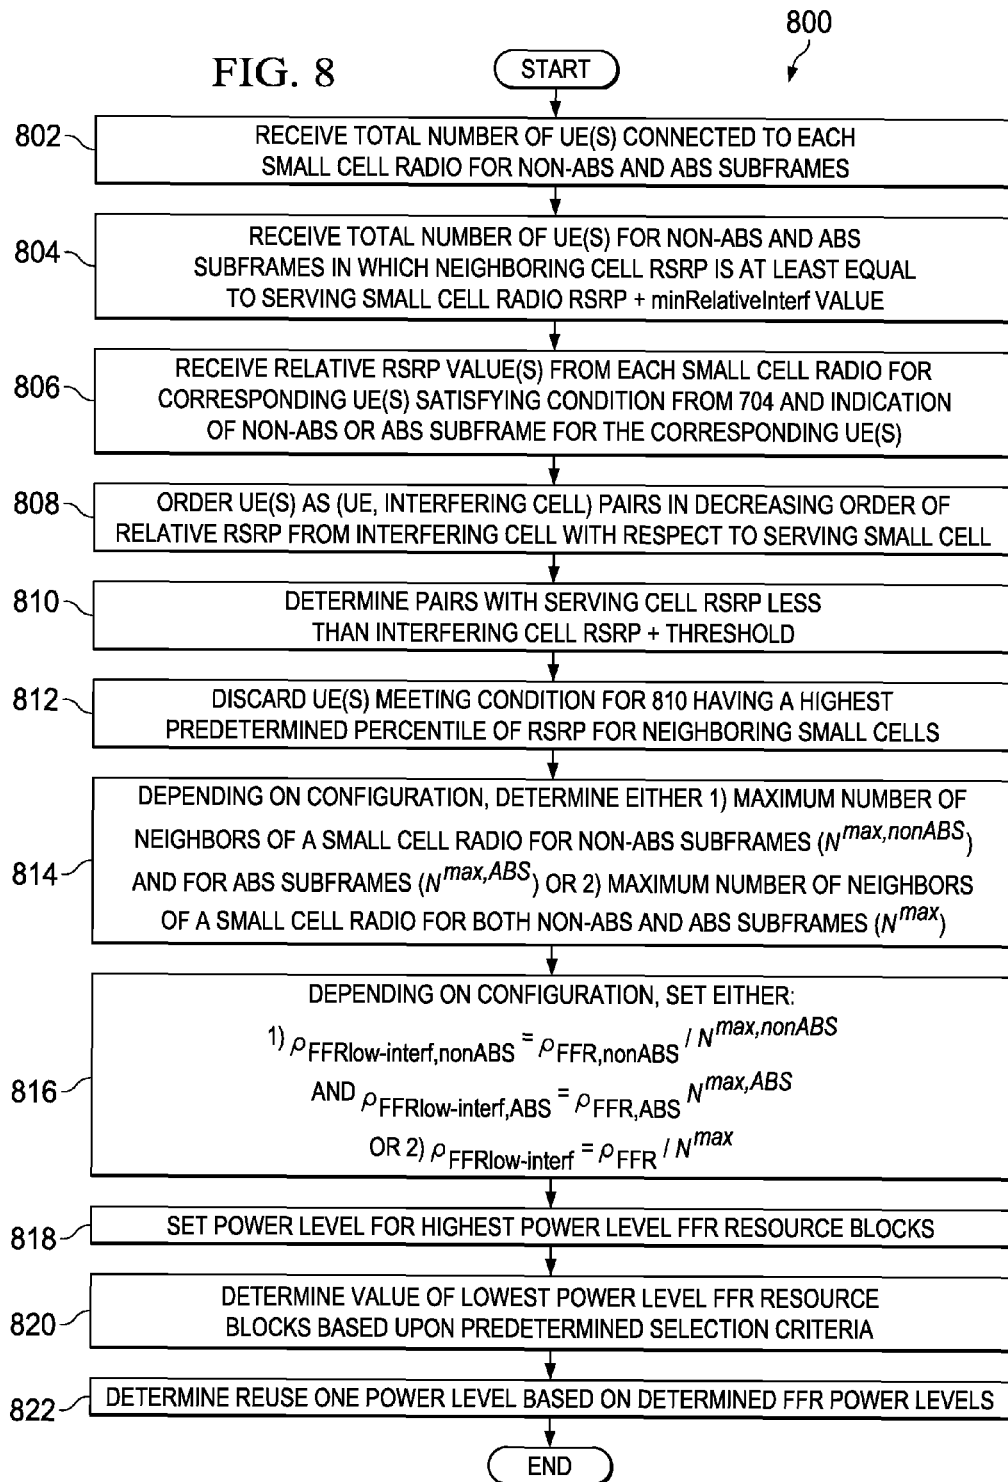 800
FIG. 8
START
802
RECEIVE TOTAL NUMBER OF UE(S) CONNECTED TO EACH
SMALL CELL RADIO FOR NON-ABS AND ABS SUBFRAMES
804
RECEIVE TOTAL NUMBER OF UE(S) FOR NON-ABS AND ABS
SUBFRAMES IN WHICH NEIGHBORING CELL RSRP IS AT LEAST EQUAL
TO SERVING SMALL CELL RADIO RSRP + minRelativeInterf VALUE
806
RECEIVE RELATIVE RSRP VALUE(S) FROM EACH SMALL CELL RADIO FOR
CORRESPONDING UE(S) SATISFYING CONDITION FROM 704 AND INDICATION
OF NON-ABS OR ABS SUBFRAME FOR THE CORRESPONDING UE(S)
808
ORDER UE(S) AS (UE, INTERFERING CELL) PAIRS IN DECREASING ORDER OF
RELATIVE RSRP FROM INTERFERING CELL WITH RESPECT TO SERVING SMALL CELL
810
DETERMINE PAIRS WITH SERVING CELL RSRP LESS
THAN INTERFERING CELL RSRP + THRESHOLD
812
DISCARD UE(S) MEETING CONDITION FOR 810 HAVING A HIGHEST
PREDETERMINED PERCENTILE OF RSRP FOR NEIGHBORING SMALL CELLS
814
DEPENDING ON CONFIGURATION, DETERMINE EITHER 1) MAXIMUM NUMBER OF
NEIGHBORS OF A SMALL CELL RADIO FOR NON-ABS SUBFRAMES (N^max,nonABS)
AND FOR ABS SUBFRAMES (N^max,ABS) OR 2) MAXIMUM NUMBER OF NEIGHBORS
OF A SMALL CELL RADIO FOR BOTH NON-ABS AND ABS SUBFRAMES (N^max)
816
DEPENDING ON CONFIGURATION, SET EITHER:
1) ρ_FFRlow-interf,nonABS = ρ_FFR,nonABS / N^max,nonABS
AND ρ_FFRlow-interf,ABS = ρ_FFR,ABS N^max,ABS
OR 2) ρ_FFRlow-interf = ρ_FFR / N^max
818
SET POWER LEVEL FOR HIGHEST POWER LEVEL FFR RESOURCE BLOCKS
820
DETERMINE VALUE OF LOWEST POWER LEVEL FFR RESOURCE
BLOCKS BASED UPON PREDETERMINED SELECTION CRITERIA
822
DETERMINE REUSE ONE POWER LEVEL BASED ON DETERMINED FFR POWER LEVELS
END